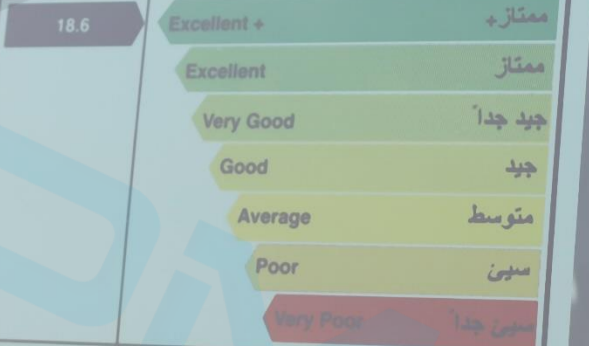 18.6 Excellent + ممتاز+
Excellent ممتاز
Very Good جيد جداً
Good جيد
Average متوسط
Poor سيئ
Very Poor سيئ جداً